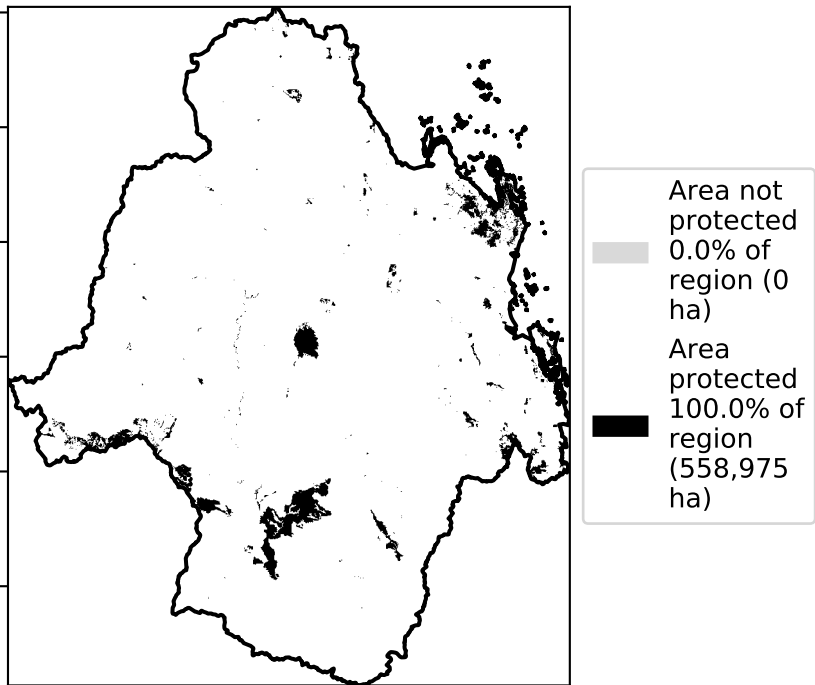 Area not
protected
0.0% of
region (0
ha)
Area
protected
100.0% of
region
(558,975
ha)